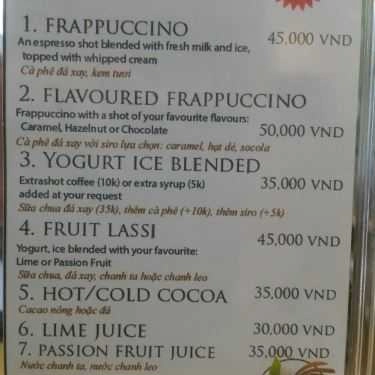 1. FRAPPUCCINO 45,000 VND
An espresso shot blended with fresh milk and ice,
topped with whipped cream
Cà phê đá xay, kem tươi
2. FLAVOURED FRAPPUCCINO
Frappuccino with a shot of your favourite flavours:
Caramel, Hazelnut or Chocolate 50,000 VND
Cà phê đá xay với siro lựa chọn: caramel, hạt dẻ, socola
3. YOGURT ICE BLENDED
Extrashot coffee (10k) or extra syrup (5k) 35,000 VND
added at your request
Sữa chua đá xay (35k), thêm cà phê (+10k), thêm siro (+5k)
4. FRUIT LASSI 45,000 VND
Yogurt, ice blended with your favourite:
Lime or Passion Fruit
Sữa chua, đá xay, chanh ta hoặc chanh leo
5. HOT/COLD COCOA 35,000 VND
Cacao nóng hoặc đá
6. LIME JUICE 30,000 VND
7. PASSION FRUIT JUICE 35,000 VND
Nước chanh ta, nước chanh leo